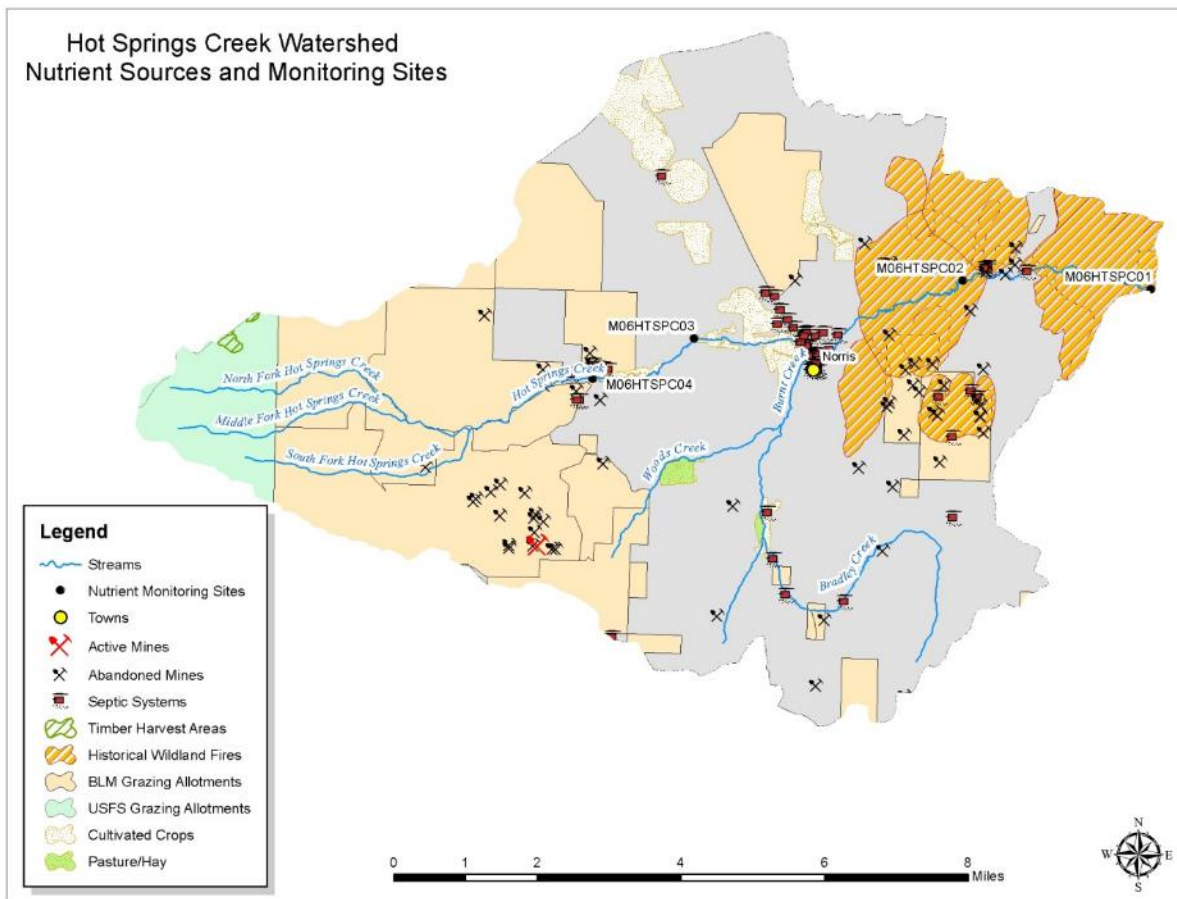 Hot Springs Creek Watershed
Nutrient Sources and Monitoring Sites
M06HTSPC02
M06HTSPC01
M06HTSPC03
Norris
M06HTSPC04
Hot Springs Creek
Burnt Creek
North Fork Hot Springs Creek
Middle Fork Hot Springs Creek
South Fork Hot Springs Creek
Woods Creek
Bradley Creek
Legend
Streams
Nutrient Monitoring Sites
Towns
Active Mines
Abandoned Mines
Septic Systems
Timber Harvest Areas
Historical Wildland Fires
BLM Grazing Allotments
USFS Grazing Allotments
Cultivated Crops
Pasture/Hay
0 1 2 4 6 8
Miles
N
W E
S